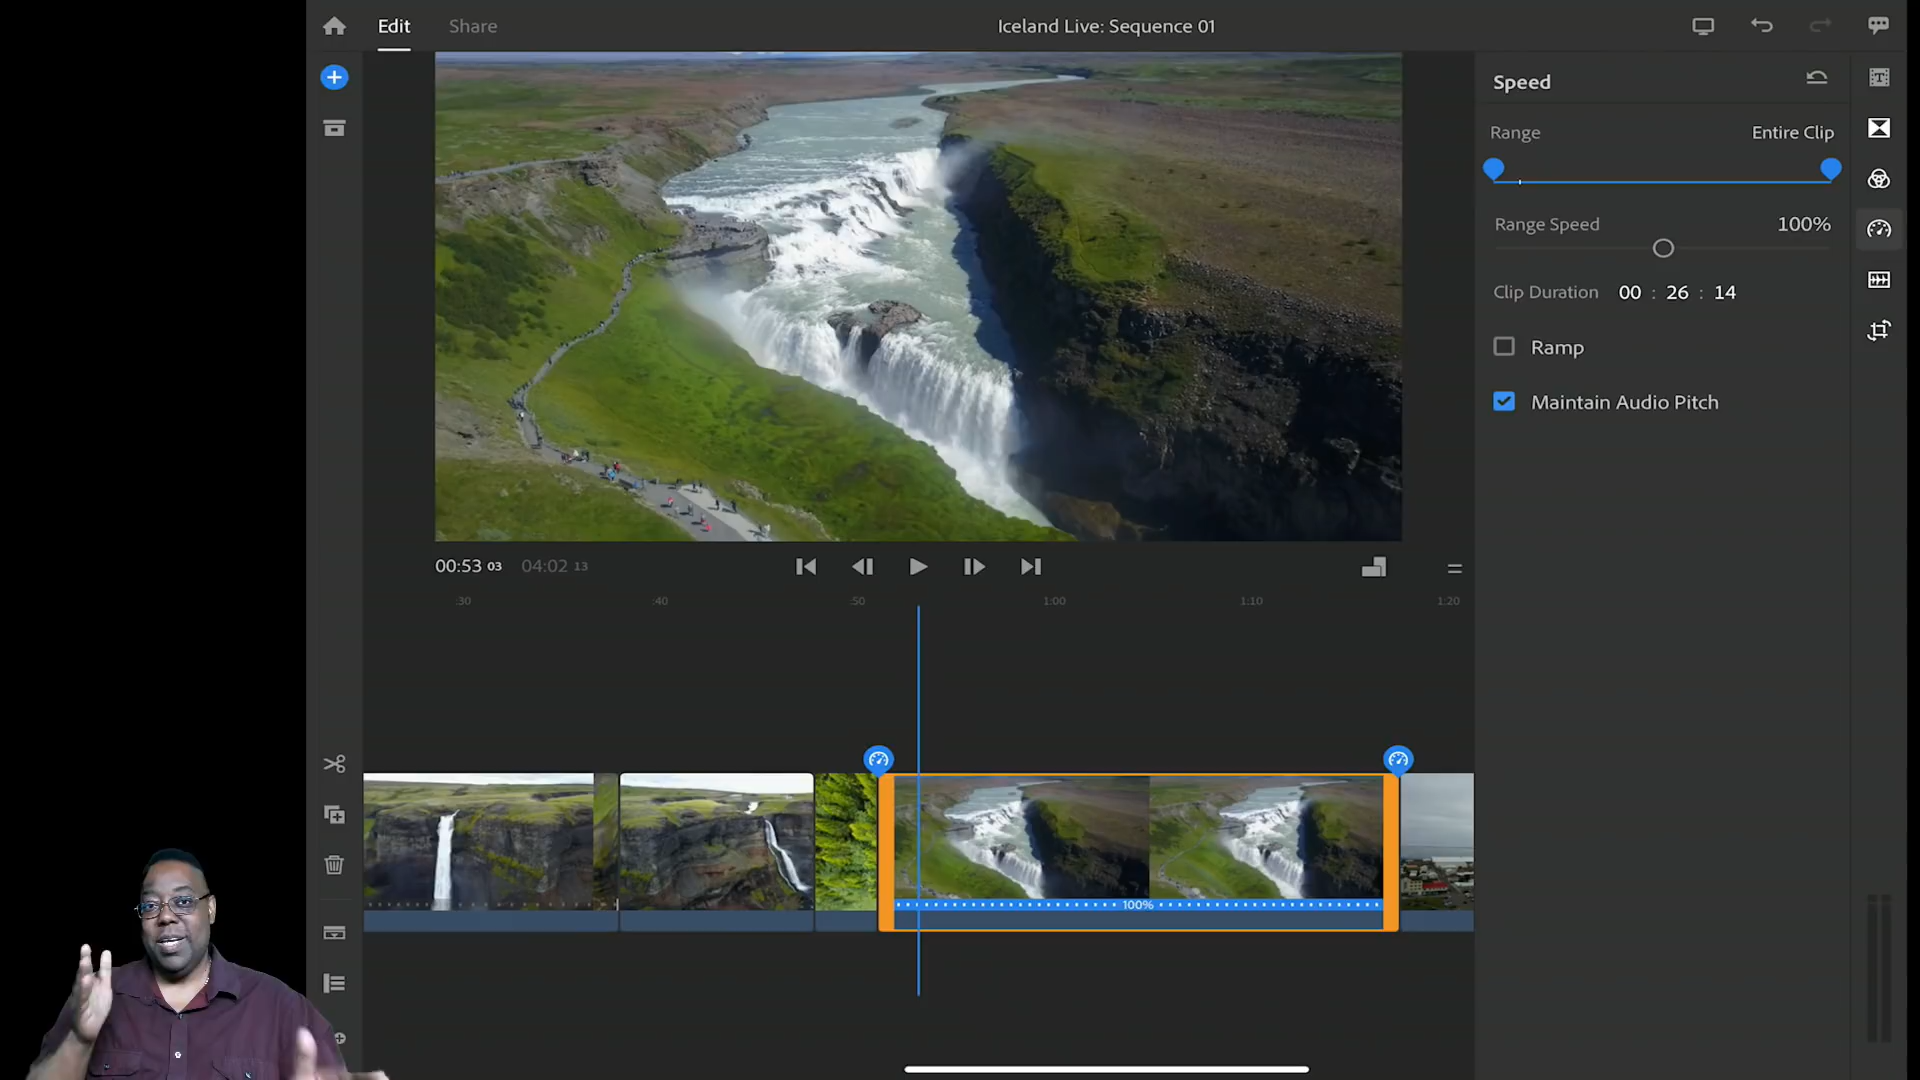 Edit
Share
Iceland Live: Sequence 01
Speed
Range
Entire Clip
Range Speed
100%
Clip Duration 00 : 26 : 14
Ramp
Maintain Audio Pitch
00:53 03
04:02 13
:30
:40
:50
1:00
1:10
1:20
100%